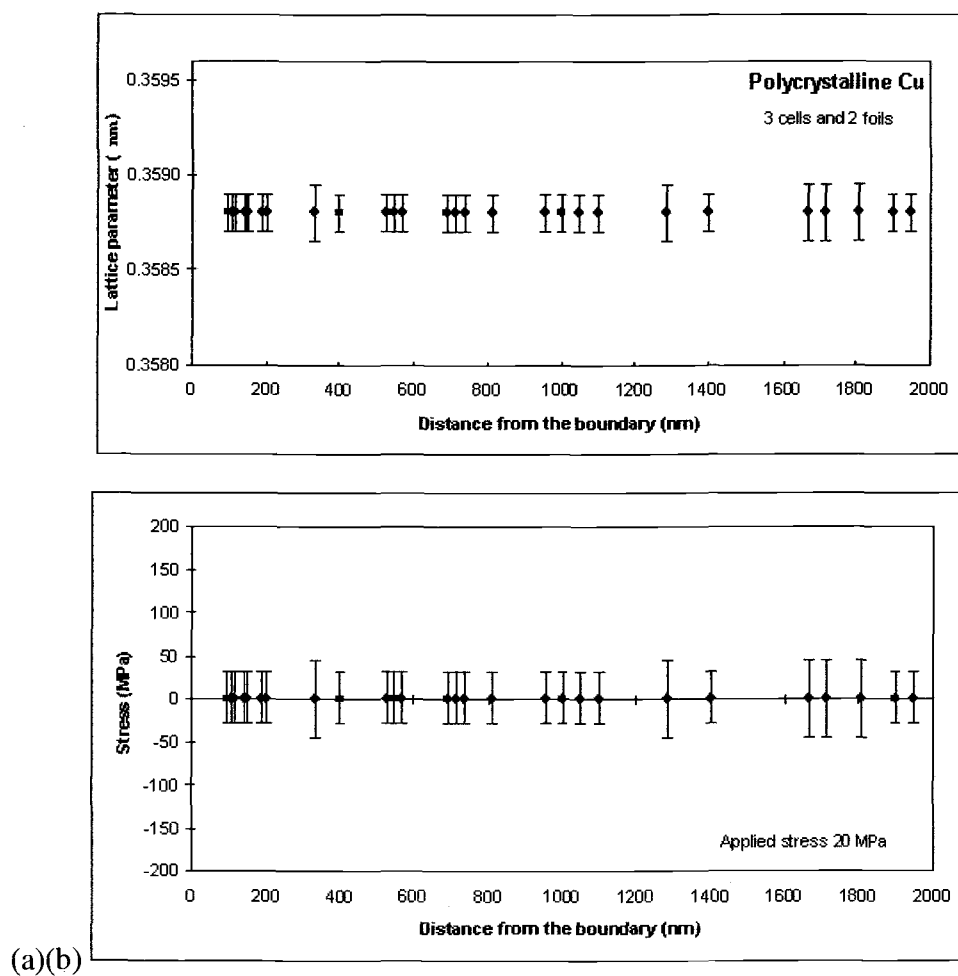 0.3595
0.3590
0.3585
0.3580
Lattice parameter ( nm)
Polycrystalline Cu
3 cells and 2 foils
0 200 400 600 800 1000 1200 1400 1600 1800 2000
Distance from the boundary (nm)
200
150
100
50
0
-50
-100
-150
-200
Stress (MPa)
Applied stress 20 MPa
0 200 400 600 800 1000 1200 1400 1600 1800 2000
Distance from the boundary (nm)
(a)(b)